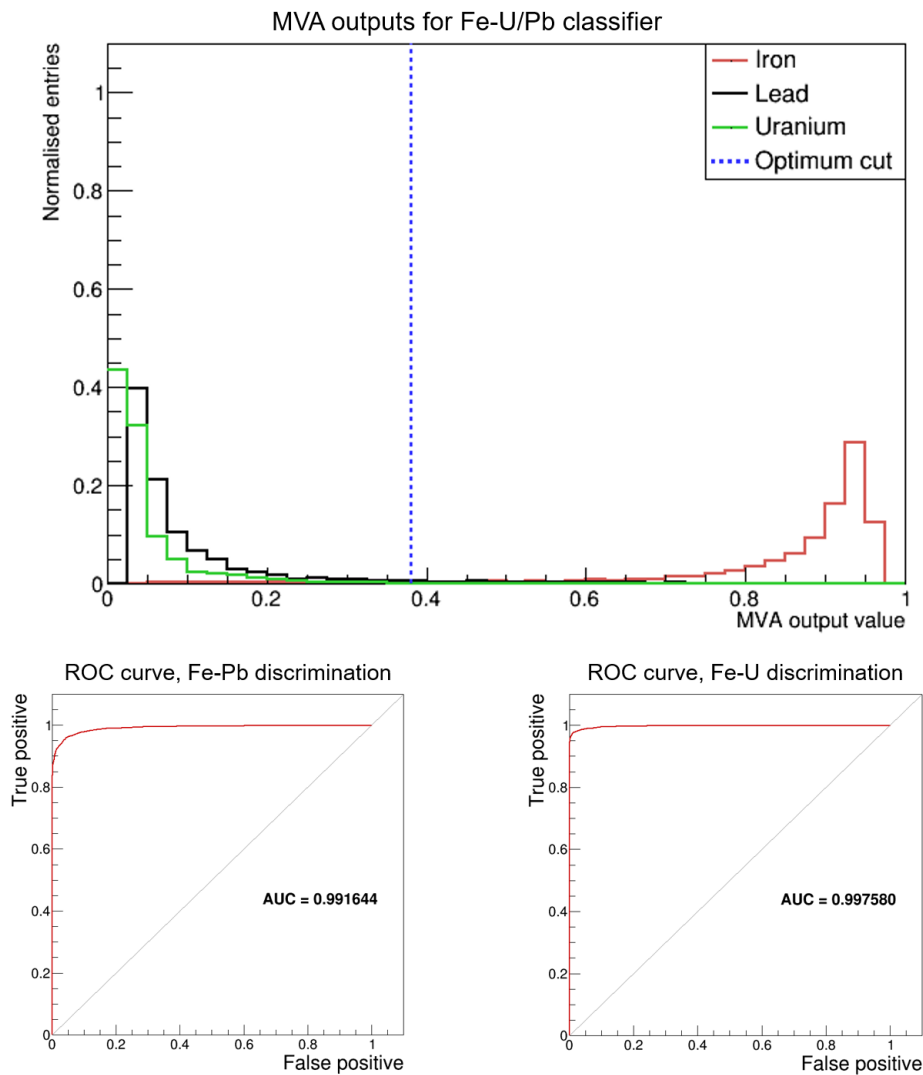 MVA outputs for Fe-U/Pb classifier
Normalised entries
1
0.8
0.6
0.4
0.2
0
0 0.2 0.4 0.6 0.8 1
MVA output value
Iron
Lead
Uranium
Optimum cut
ROC curve, Fe-Pb discrimination
True positive
1
0.8
0.6
0.4
0.2
0
0 0.2 0.4 0.6 0.8 1
False positive
AUC = 0.991644
ROC curve, Fe-U discrimination
True positive
1
0.8
0.6
0.4
0.2
0
0 0.2 0.4 0.6 0.8 1
False positive
AUC = 0.997580